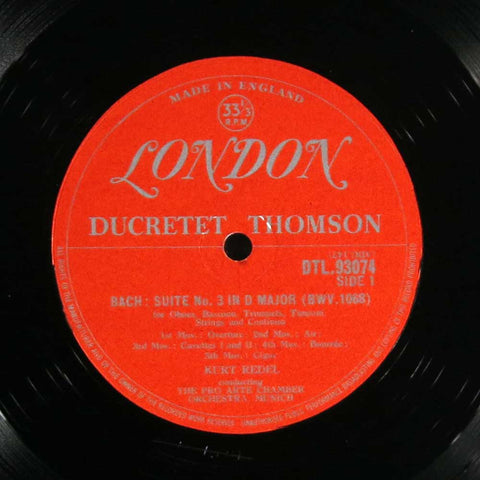 MADE IN ENGLAND
33⅓
R.P.M
LONDON
DUCRETET THOMSON
DTL.93074
SIDE 1
BACH: SUITE No. 3 IN D MAJOR (BWV.1068)
for Oboes, Bassoon, Trumpets, Timpani
Strings and Continuo
1st Mov.: Overture: 2nd Mov.: Air:
3rd Mov.: Gavottes I and II: 4th Mov.: Bourrée:
5th Mov.: Gigue
KURT REDEL
conducting
THE PRO ARTE CHAMBER
ORCHESTRA MUNICH